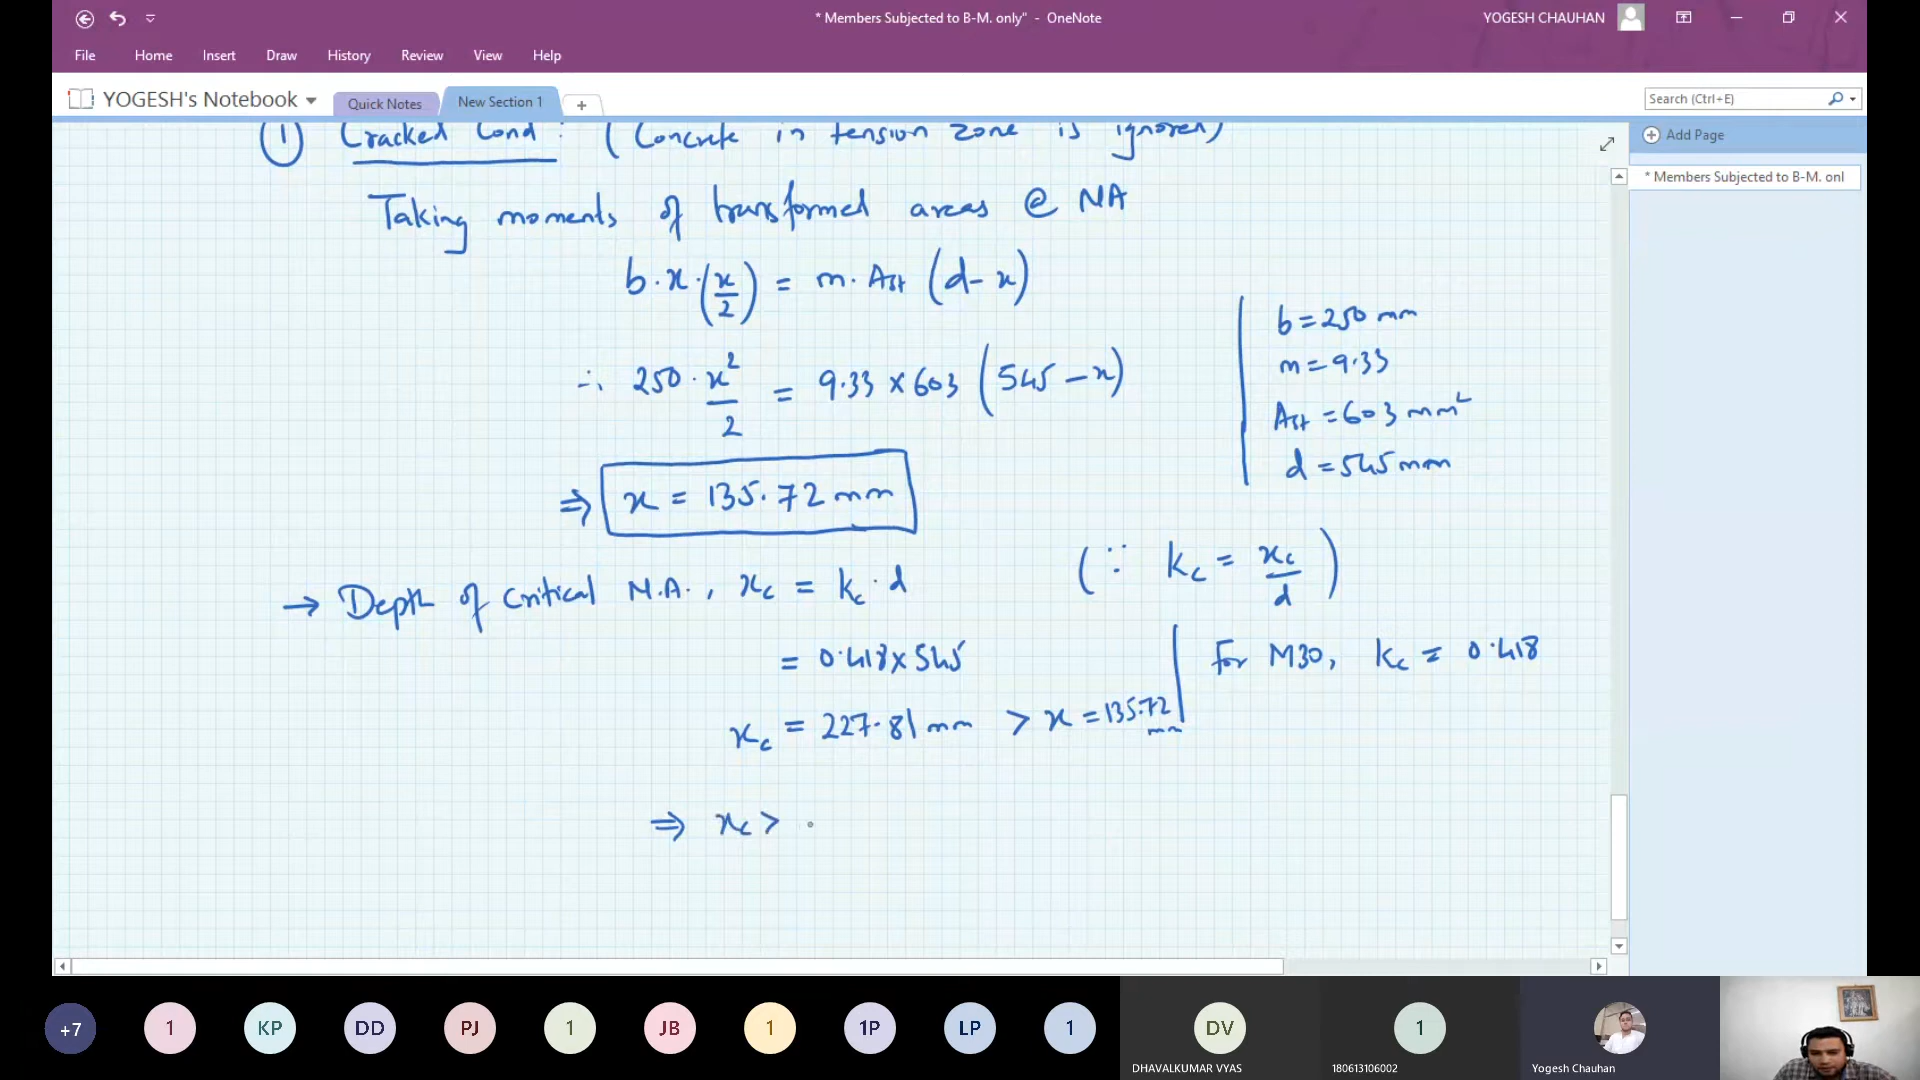 * Members Subjected to B-M. only" - OneNote
YOGESH CHAUHAN
File Home Insert Draw History Review View Help
YOGESH's Notebook
Quick Notes
New Section 1
+
Search (Ctrl+E)
Add Page
* Members Subjected to B-M. onl
① Cracked Cond : (Concrete in tension zone is ignored)
Taking moments of transformed areas @ NA
b·x·(x/2) = m·Ast (d-x)
∴ 250·x²/2 = 9.33 × 603 (545 - x)
b = 250 mm
m = 9.33
Ast = 603 mm²
d = 545 mm
⇒ x = 135.72 mm
→ Depth of Critical N.A., xc = kc·d
(∵ kc = xc/d)
= 0.418 × 545
for M30, kc = 0.418
xc = 227.81 mm > x = 135.72 mm
⇒ xc >
+7
1
KP
DD
PJ
1
JB
1
1P
LP
1
DV
DHAVALKUMAR VYAS
1
180613106002
Yogesh Chauhan